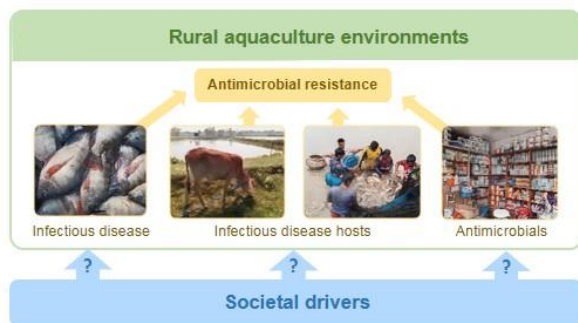 Rural aquaculture environments
Antimicrobial resistance
Infectious disease
Infectious disease hosts
Antimicrobials
? ? ?
Societal drivers